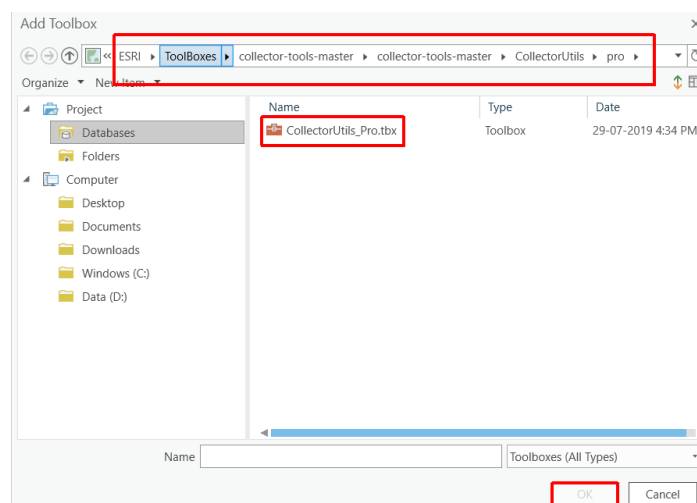 Add Toolbox
« ESRI ToolBoxes collector-tools-master collector-tools-master CollectorUtils pro
Organize New Item
Project
Databases
Folders
Computer
Desktop
Documents
Downloads
Windows (C:)
Data (D:)
Name Type Date
CollectorUtils_Pro.tbx Toolbox 29-07-2019 4:34 PM
Name Toolboxes (All Types)
OK Cancel